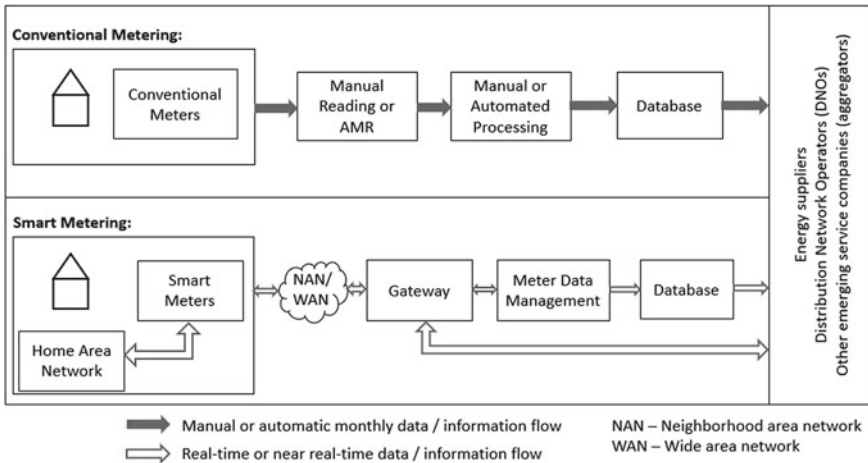 Conventional Metering:
Conventional
Meters
Manual
Reading or
AMR
Manual or
Automated
Processing
Database
Smart Metering:
Smart
Meters
Home Area
Network
NAN/
WAN
Gateway
Meter Data
Management
Database
Energy suppliers
Distribution Network Operators (DNOs)
Other emerging service companies (aggregators)
Manual or automatic monthly data / information flow
Real-time or near real-time data / information flow
NAN – Neighborhood area network
WAN – Wide area network